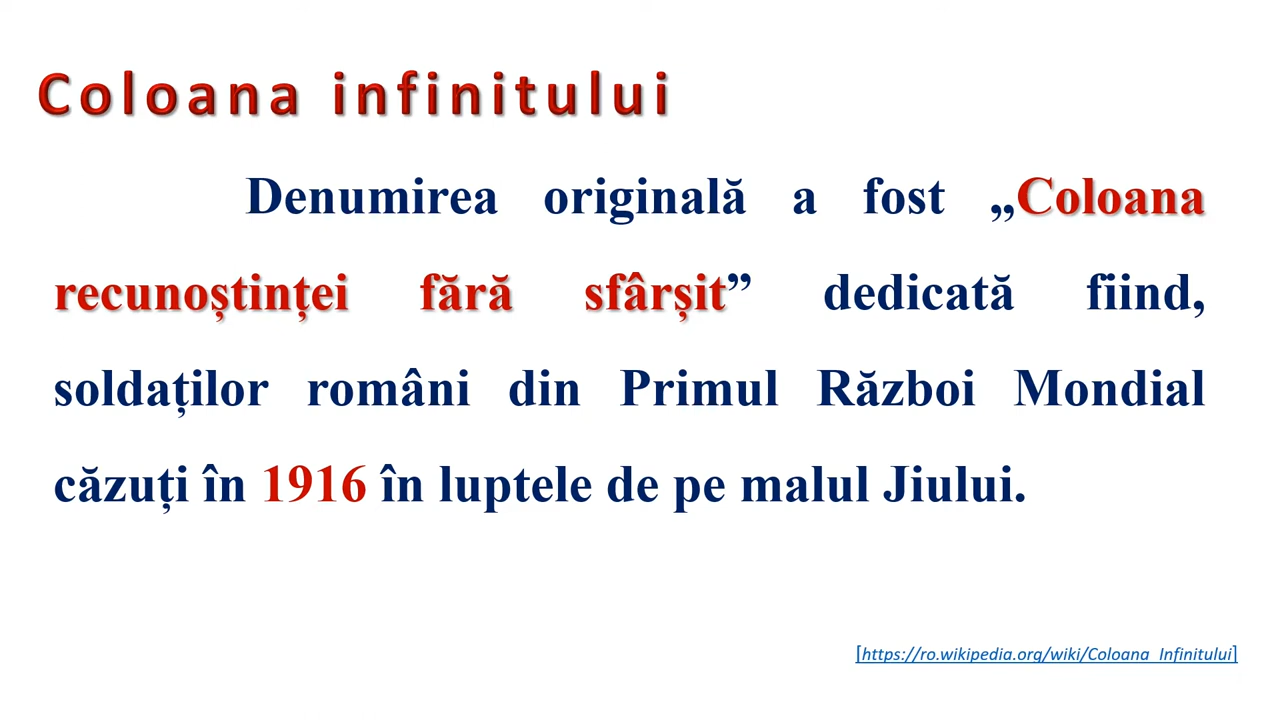 Coloana infinitului
Denumirea originală a fost „Coloana
recunoștinței fără sfârșit” dedicată fiind,
soldaților români din Primul Război Mondial
căzuți în 1916 în luptele de pe malul Jiului.
[https://ro.wikipedia.org/wiki/Coloana_Infinitului]